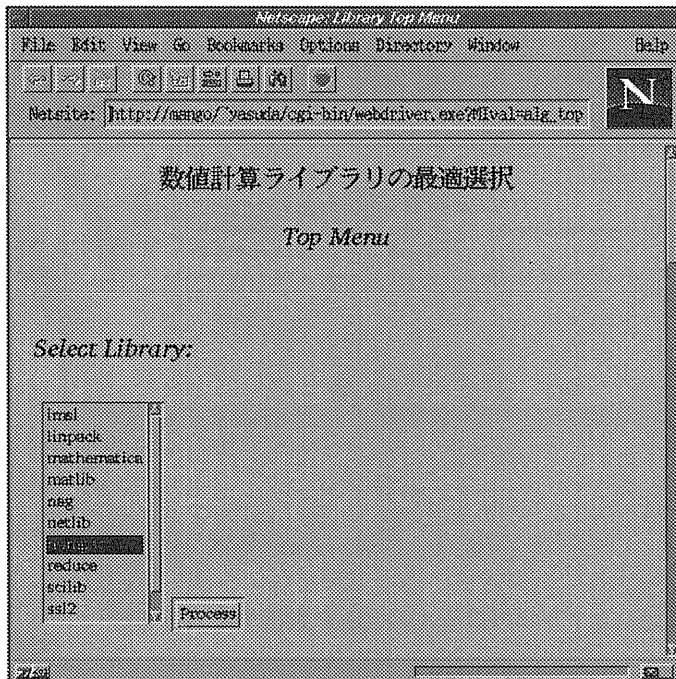 Netscape: Library Top Menu
File Edit View Go Bookmarks Options Directory Window Help
N
Netsite: http://mango/~yasuda/cgi-bin/webdriver.exe?MIval=alg_top
数値計算ライブラリの最適選択
Top Menu
Select Library:
imsl
linpack
mathematica
matlib
nag
netlib
reduce
scilib
ssl2
Process